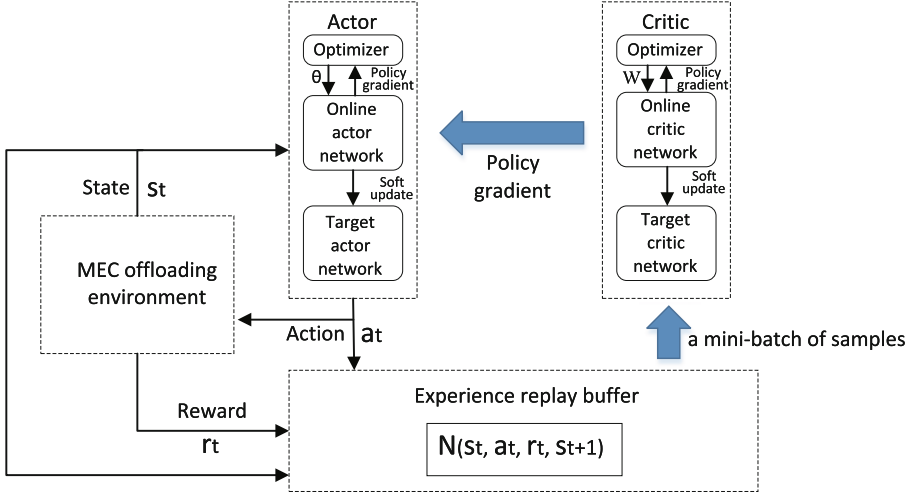 Actor
Optimizer
θ
Policy
gradient
Online
actor
network
Soft
update
Target
actor
network
Critic
Optimizer
W
Policy
gradient
Online
critic
network
Soft
update
Target
critic
network
Policy
gradient
State st
MEC offloading
environment
Action at
a mini-batch of samples
Reward
rt
Experience replay buffer
N(st, at, rt, st+1)